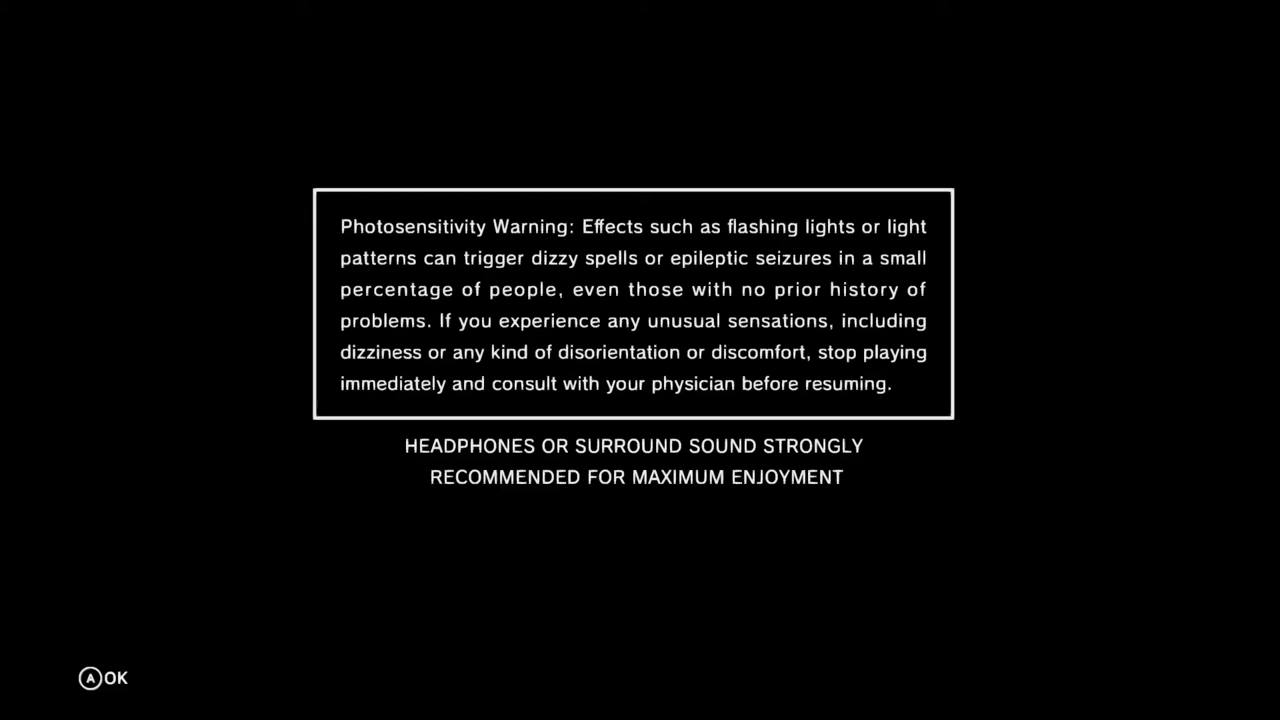 Photosensitivity Warning: Effects such as flashing lights or light
patterns can trigger dizzy spells or epileptic seizures in a small
percentage of people, even those with no prior history of
problems. If you experience any unusual sensations, including
dizziness or any kind of disorientation or discomfort, stop playing
immediately and consult with your physician before resuming.
HEADPHONES OR SURROUND SOUND STRONGLY
RECOMMENDED FOR MAXIMUM ENJOYMENT
A OK